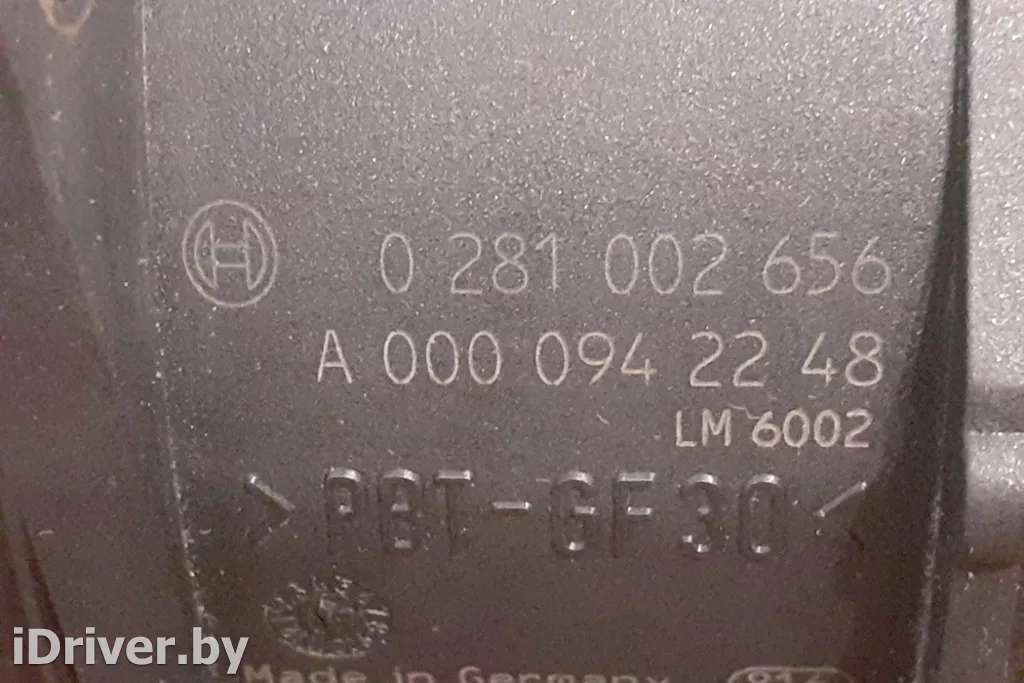 0 281 002 656
A 000 094 22 48
LM 6002
>PBT-GF30<
iDriver.by
Made in Germany